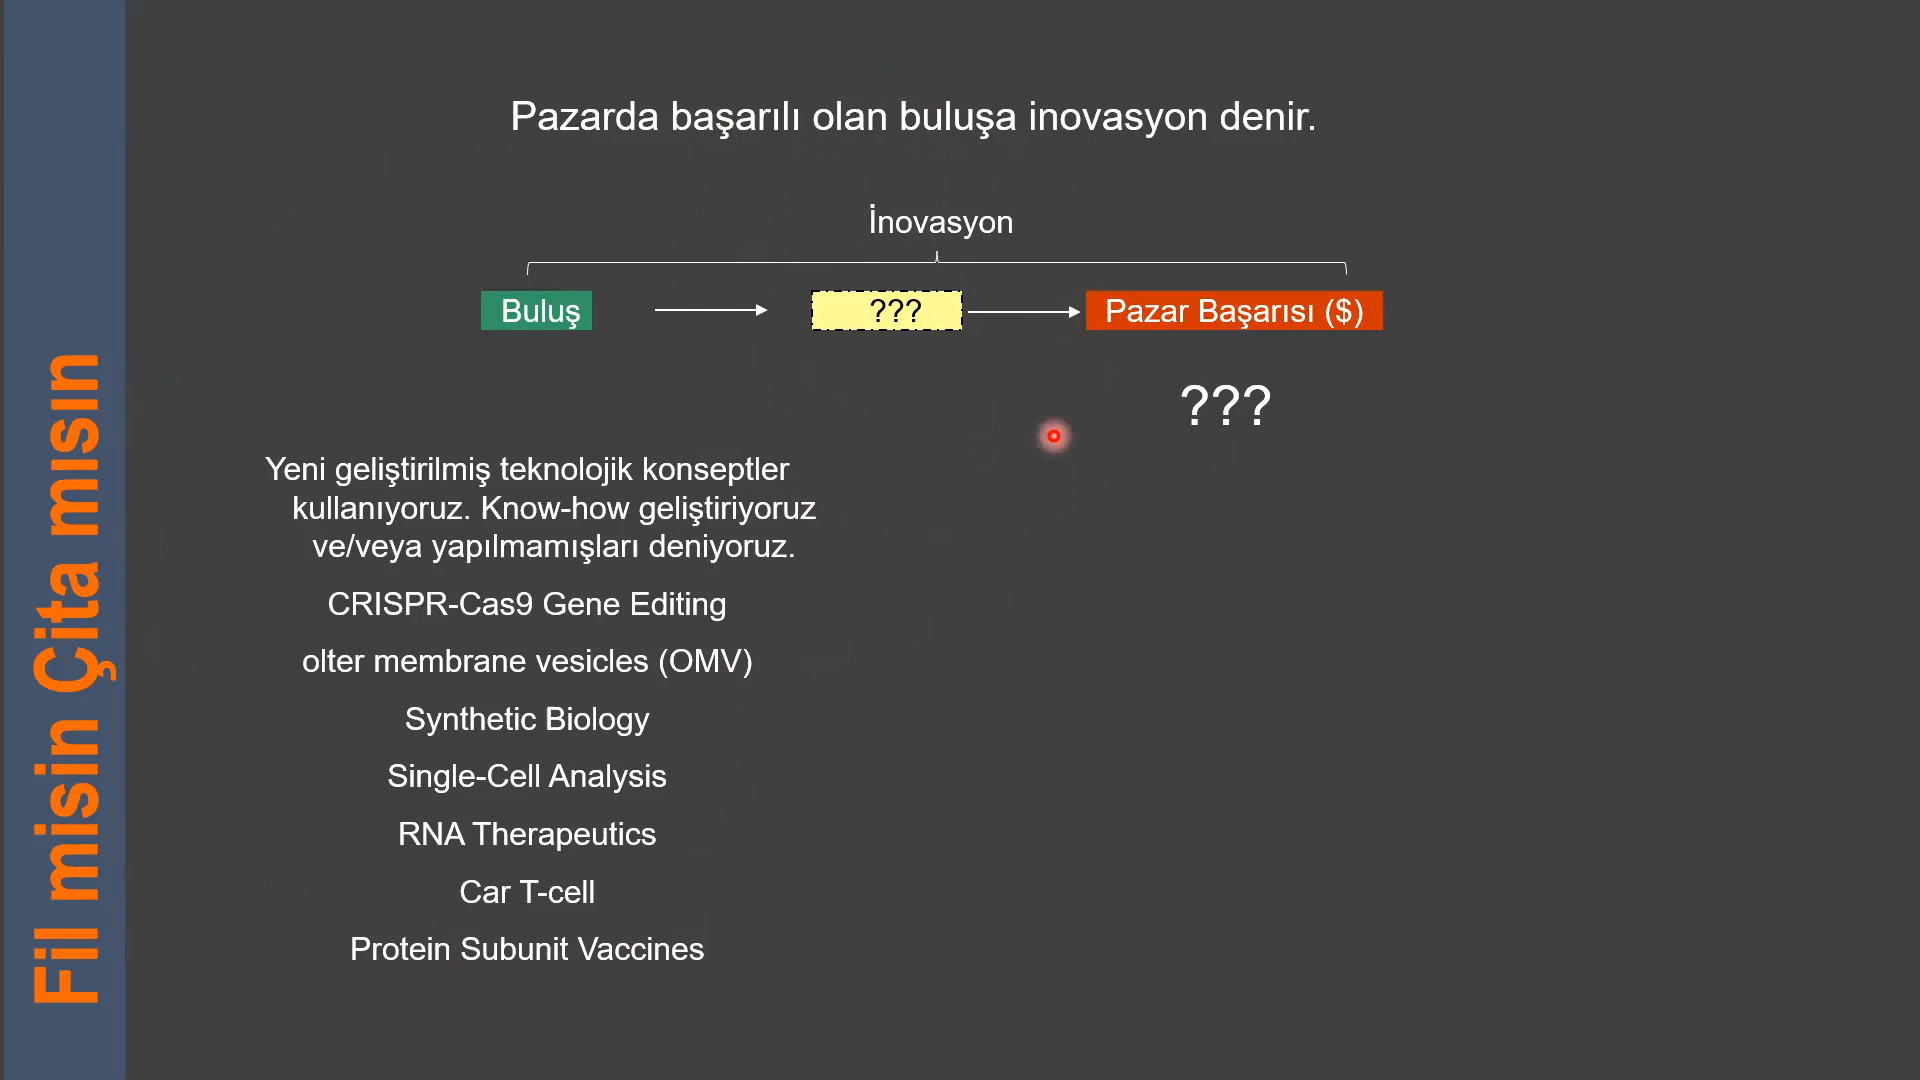 Fil misin Çita mısın
Pazarda başarılı olan buluşa inovasyon denir.
İnovasyon
Buluş
???
Pazar Başarısı ($)
???
Yeni geliştirilmiş teknolojik konseptler
kullanıyoruz. Know-how geliştiriyoruz
ve/veya yapılmamışları deniyoruz.
CRISPR-Cas9 Gene Editing
olter membrane vesicles (OMV)
Synthetic Biology
Single-Cell Analysis
RNA Therapeutics
Car T-cell
Protein Subunit Vaccines